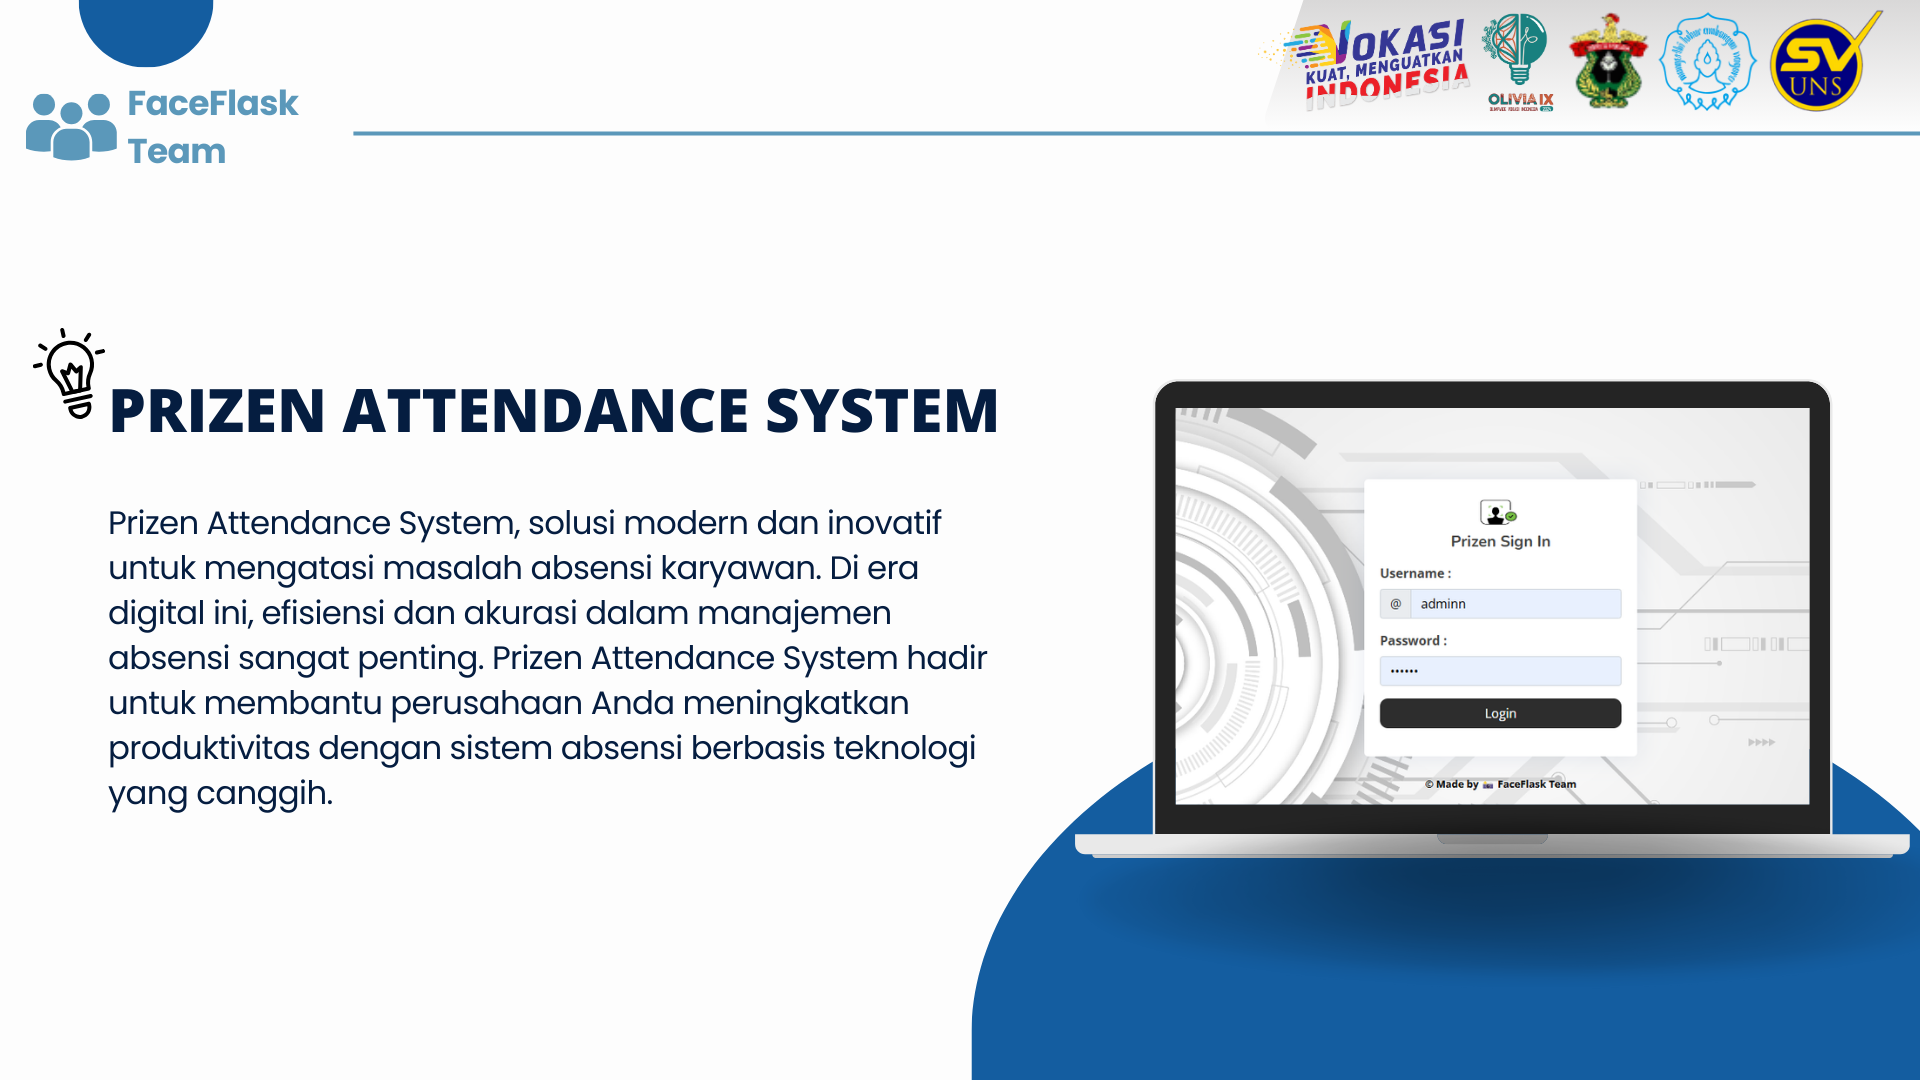 FaceFlask
Team
VOKASI
KUAT, MENGUATKAN
INDONESIA
OLIVIA IX
SV
UNS
PRIZEN ATTENDANCE SYSTEM
Prizen Attendance System, solusi modern dan inovatif
untuk mengatasi masalah absensi karyawan. Di era
digital ini, efisiensi dan akurasi dalam manajemen
absensi sangat penting. Prizen Attendance System hadir
untuk membantu perusahaan Anda meningkatkan
produktivitas dengan sistem absensi berbasis teknologi
yang canggih.
Prizen Sign In
Username :
@ adminn
Password :
••••••
Login
© Made by FaceFlask Team